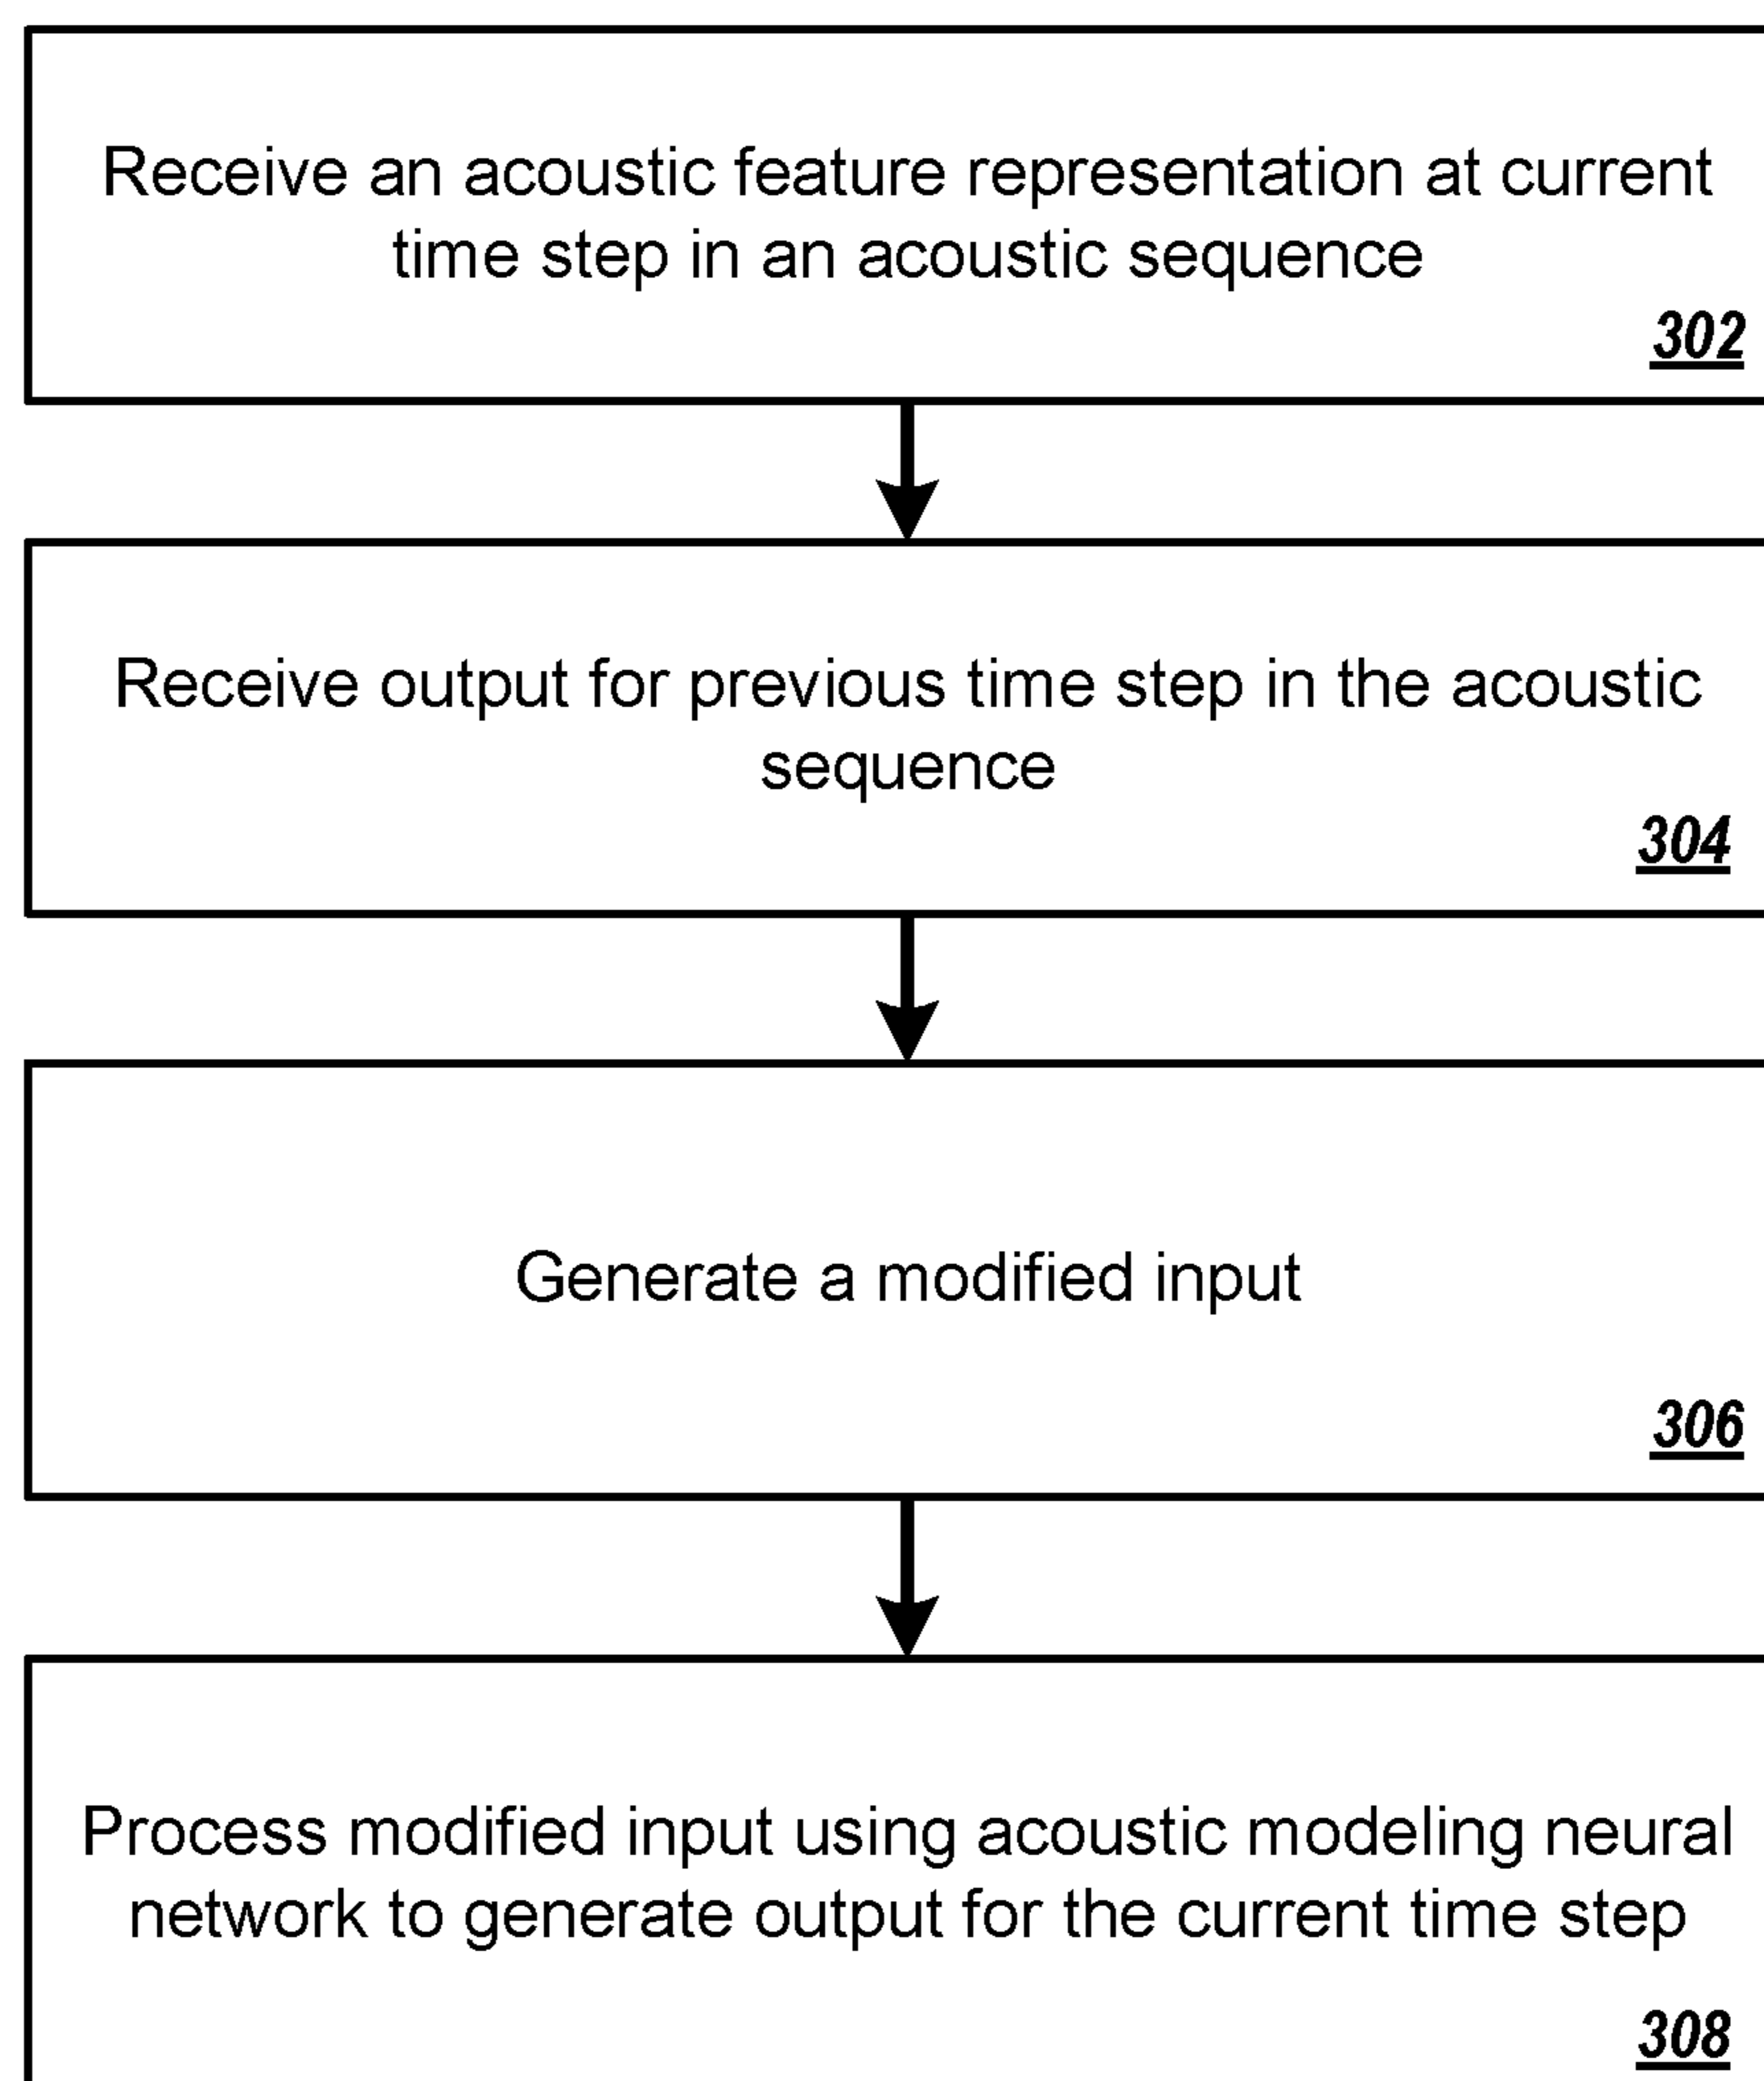 Receive an acoustic feature representation at current
time step in an acoustic sequence
302
Receive output for previous time step in the acoustic
sequence
304
Generate a modified input
306
Process modified input using acoustic modeling neural
network to generate output for the current time step
308